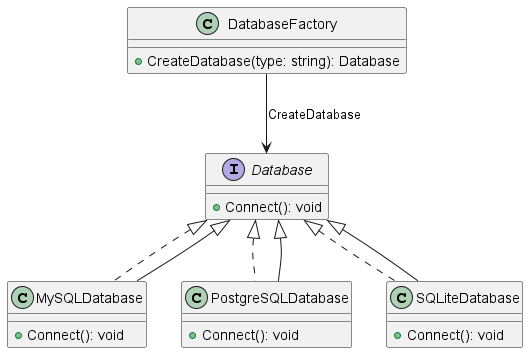 C DatabaseFactory
CreateDatabase(type: string): Database
CreateDatabase
I Database
Connect(): void
C MySQLDatabase
Connect(): void
C PostgreSQLDatabase
Connect(): void
C SQLiteDatabase
Connect(): void